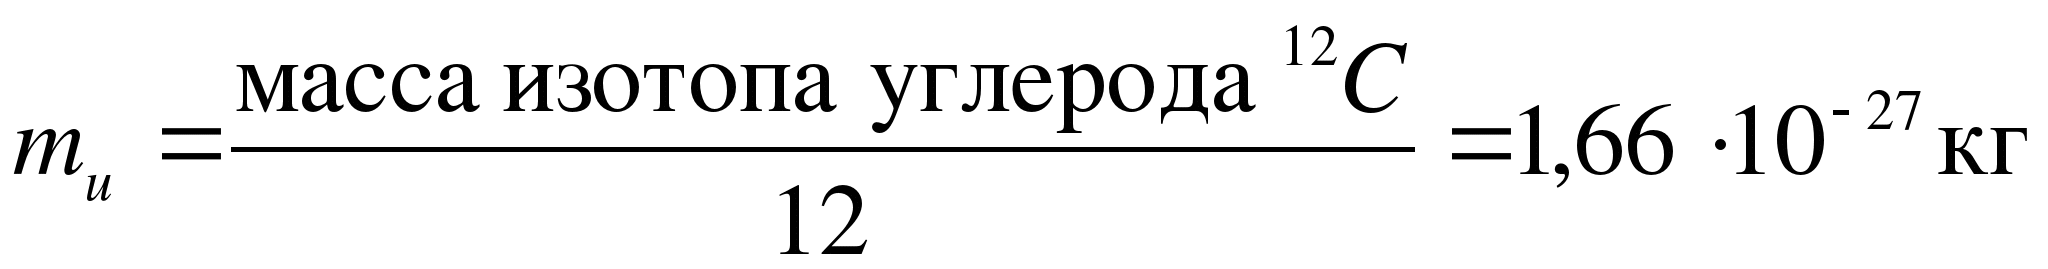 m_u = масса изотопа углерода ¹²C / 12 = 1,66 · 10⁻²⁷ кг